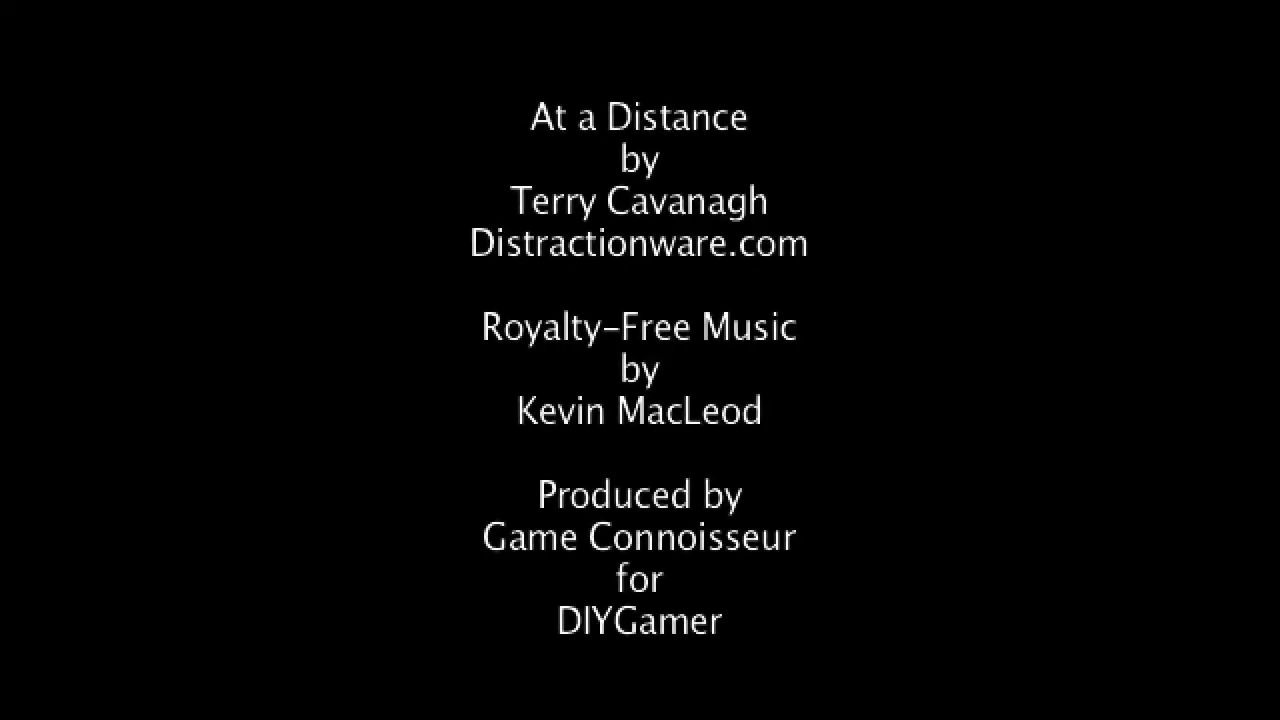 At a Distance
by
Terry Cavanagh
Distractionware.com
Royalty-Free Music
by
Kevin MacLeod
Produced by
Game Connoisseur
for
DIYGamer